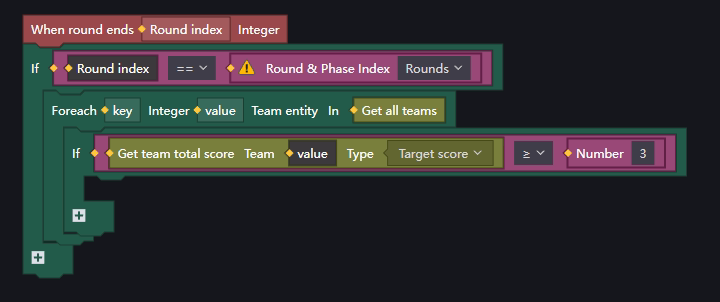 When round ends Round index Integer
If Round index == Round & Phase Index Rounds
Foreach key Integer value Team entity In Get all teams
If Get team total score Team value Type Target score ≥ Number 3